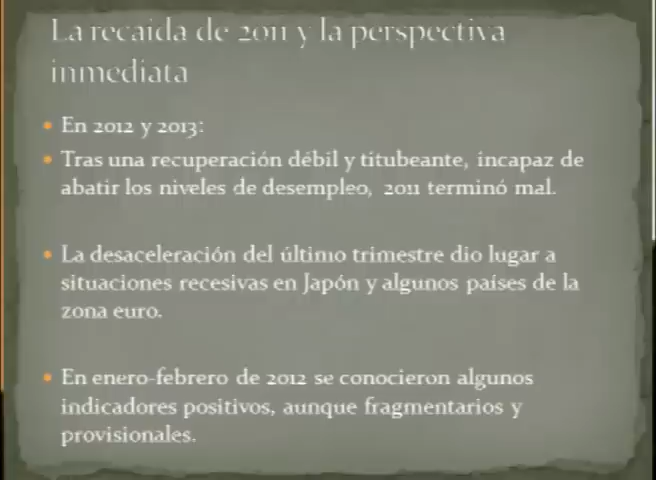 La recaida de 2011 y la perspectiva
inmediata
• En 2012 y 2013:
• Tras una recuperación débil y titubeante, incapaz de
abatir los niveles de desempleo, 2011 terminó mal.
• La desaceleración del último trimestre dio lugar a
situaciones recesivas en Japón y algunos países de la
zona euro.
• En enero-febrero de 2012 se conocieron algunos
indicadores positivos, aunque fragmentarios y
provisionales.